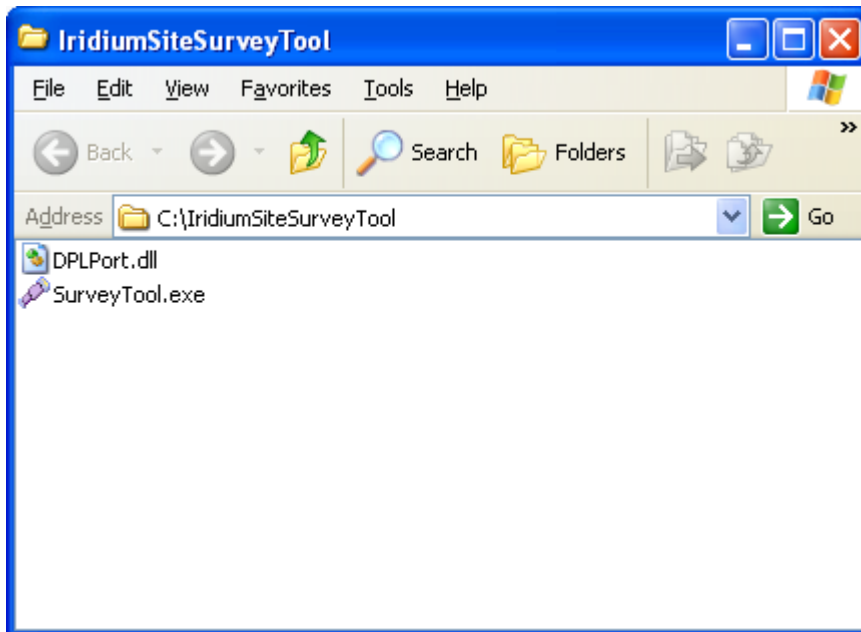 IridiumSiteSurveyTool
File Edit View Favorites Tools Help
Back Search Folders »
Address C:\IridiumSiteSurveyTool Go
DPLPort.dll
SurveyTool.exe